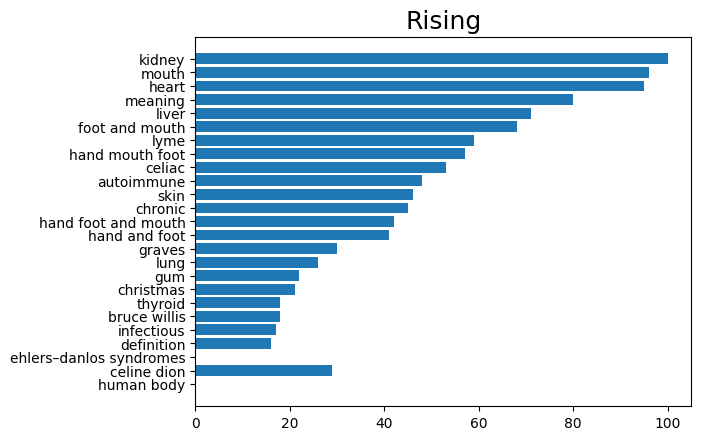 Rising
kidney
mouth
heart
meaning
liver
foot and mouth
lyme
hand mouth foot
celiac
autoimmune
skin
chronic
hand foot and mouth
hand and foot
graves
lung
gum
christmas
thyroid
bruce willis
infectious
definition
ehlers–danlos syndromes
celine dion
human body
0 20 40 60 80 100